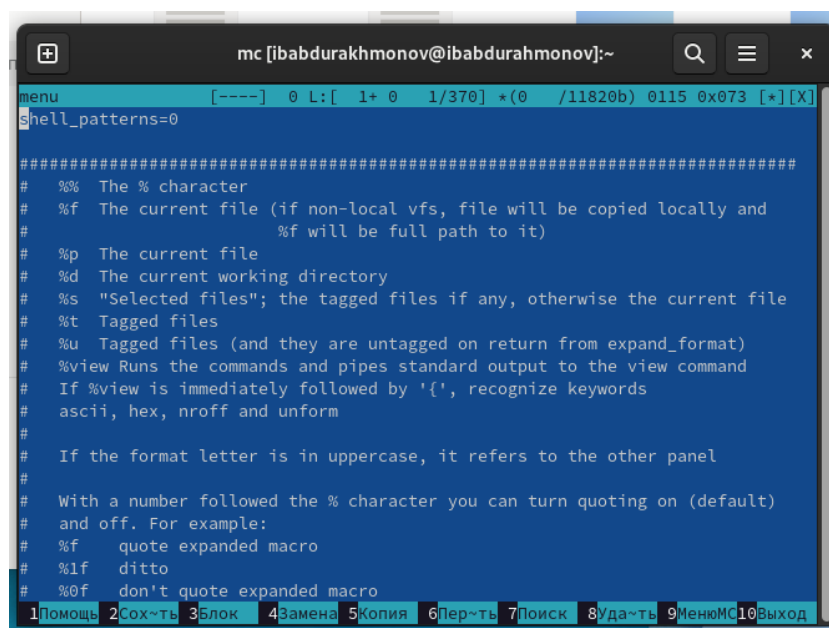 mc [ibabdurakhmonov@ibabdurahmonov]:~
menu [----] 0 L:[ 1+ 0 1/370] *(0 /11820b) 0115 0x073 [*][X]
shell_patterns=0
###############################################################################
# %% The % character
# %f The current file (if non-local vfs, file will be copied locally and
# %f will be full path to it)
# %p The current file
# %d The current working directory
# %s "Selected files"; the tagged files if any, otherwise the current file
# %t Tagged files
# %u Tagged files (and they are untagged on return from expand_format)
# %view Runs the commands and pipes standard output to the view command
# If %view is immediately followed by '{', recognize keywords
# ascii, hex, nroff and unform
#
# If the format letter is in uppercase, it refers to the other panel
#
# With a number followed the % character you can turn quoting on (default)
# and off. For example:
# %f quote expanded macro
# %1f ditto
# %0f don't quote expanded macro
1Помощь 2Сох~ть 3Блок 4Замена 5Копия 6Пер~ть 7Поиск 8Уда~ть 9МенюMC 10Выход